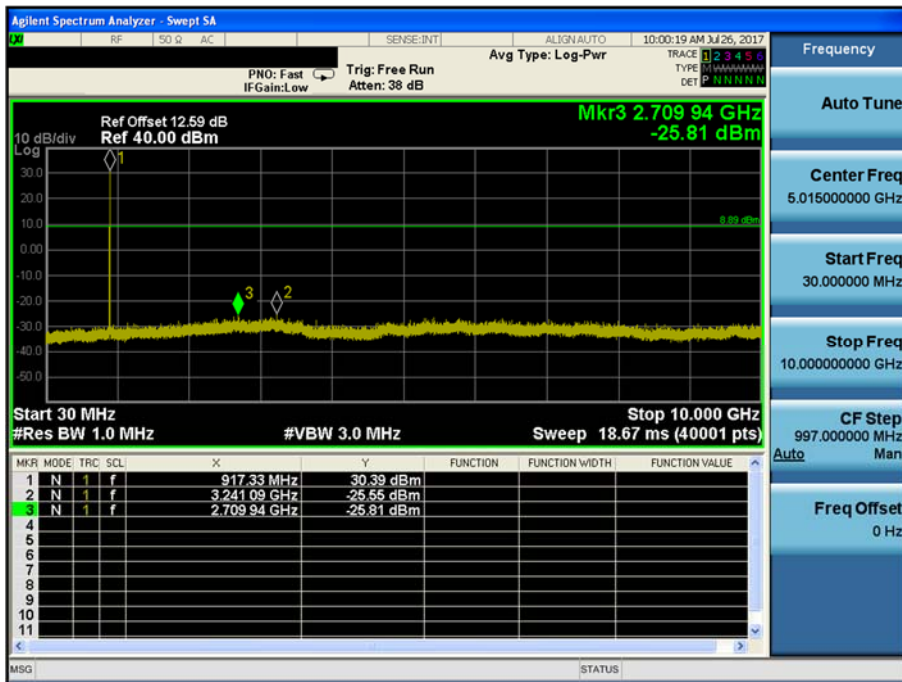 Agilent Spectrum Analyzer - Swept SA
LXI RF 50 Ω AC SENSE:INT ALIGN AUTO 10:00:19 AM Jul 26, 2017
Frequency
PNO: Fast Trig: Free Run Avg Type: Log-Pwr TRACE 1 2 3 4 5 6
IFGain:Low Atten: 38 dB TYPE M
DET P N N N N N
Auto Tune
Mkr3 2.709 94 GHz
-25.81 dBm
Ref Offset 12.59 dB
10 dB/div Ref 40.00 dBm
Log
1
30.0
20.0
10.0
8.89 dBm
0.00
-10.0
-20.0
3 2
-30.0
-40.0
-50.0
Start 30 MHz Stop 10.000 GHz
#Res BW 1.0 MHz #VBW 3.0 MHz Sweep 18.67 ms (40001 pts)
Center Freq
5.015000000 GHz
Start Freq
30.000000 MHz
Stop Freq
10.000000000 GHz
CF Step
997.000000 MHz
Auto Man
Freq Offset
0 Hz
MKR MODE TRC SCL X Y FUNCTION FUNCTION WIDTH FUNCTION VALUE
1 N 1 f 917.33 MHz 30.39 dBm
2 N 1 f 3.241 09 GHz -25.55 dBm
3 N 1 f 2.709 94 GHz -25.81 dBm
4
5
6
7
8
9
10
11
MSG STATUS